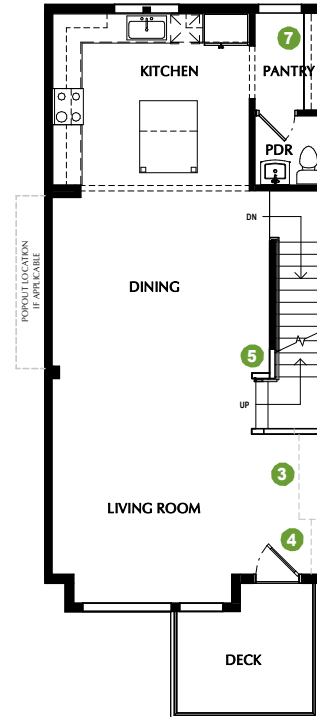 7
KITCHEN
PANTRY
PDR
DN
POPOUT LOCATION
IF APPLICABLE
DINING
5
UP
3
LIVING ROOM
4
DECK